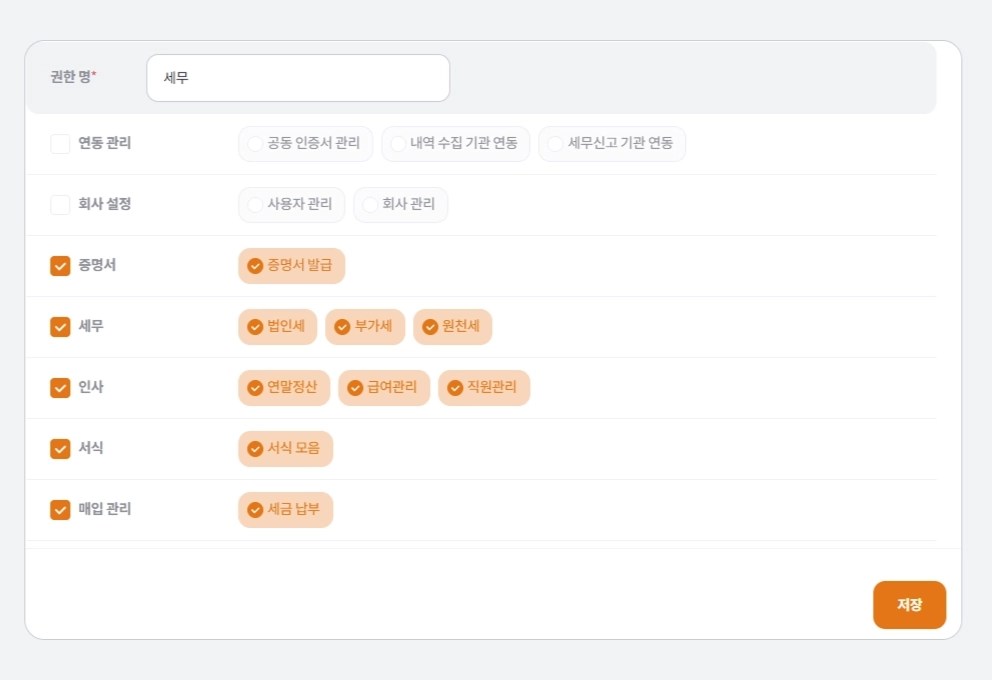 권한 명*
세무
연동 관리 공동 인증서 관리 내역 수집 기관 연동 세무신고 기관 연동
회사 설정 사용자 관리 회사 관리
증명서 증명서 발급
세무 법인세 부가세 원천세
인사 연말정산 급여관리 직원관리
서식 서식 모음
매입 관리 세금 납부
저장